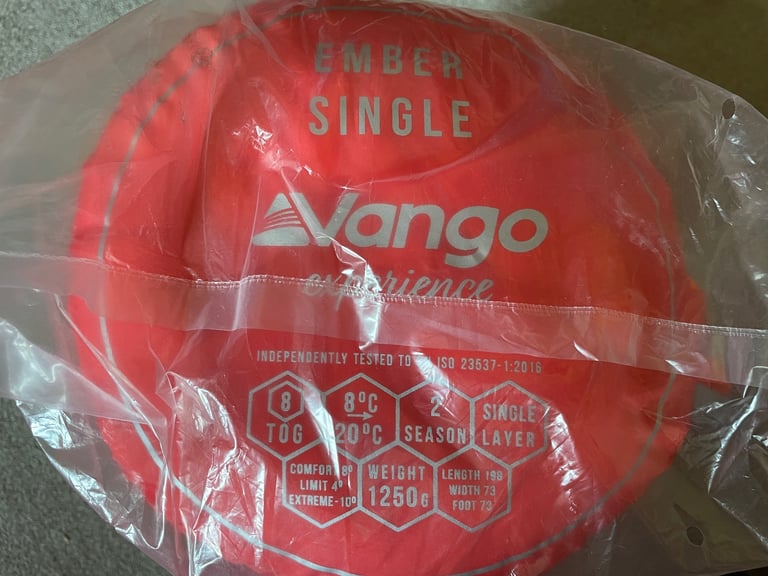 EMBER
SINGLE
Vango
experience
INDEPENDENTLY TESTED TO ISO 23537-1:2016
8
TOG
8°C
→
20°C
2
SEASON
SINGLE
LAYER
COMFORT 8°
LIMIT 4°
EXTREME -10°
WEIGHT
1250G
LENGTH 198
WIDTH 73
FOOT 73